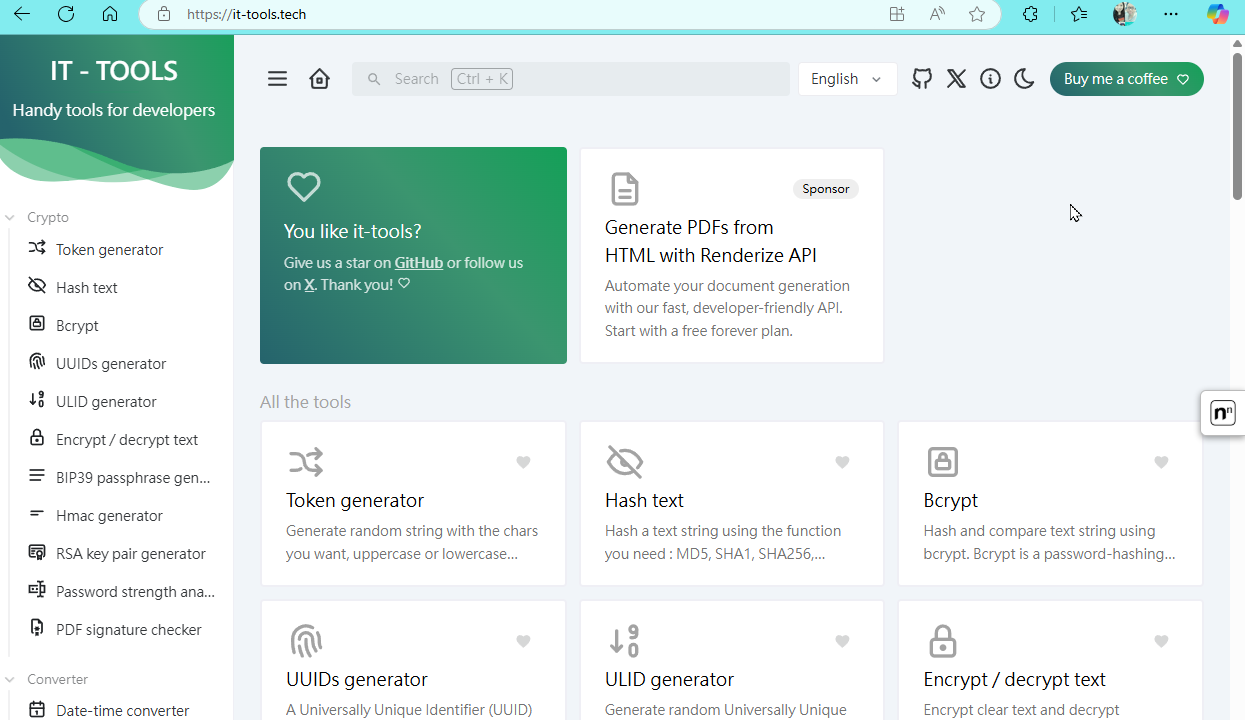 https://it-tools.tech
IT - TOOLS
Handy tools for developers
Search Ctrl + K
English
Buy me a coffee
Crypto
Token generator
Hash text
Bcrypt
UUIDs generator
ULID generator
Encrypt / decrypt text
BIP39 passphrase gen...
Hmac generator
RSA key pair generator
Password strength ana...
PDF signature checker
Converter
Date-time converter
You like it-tools?
Give us a star on GitHub or follow us
on X. Thank you!
Sponsor
Generate PDFs from
HTML with Renderize API
Automate your document generation
with our fast, developer-friendly API.
Start with a free forever plan.
All the tools
Token generator
Generate random string with the chars
you want, uppercase or lowercase...
Hash text
Hash a text string using the function
you need : MD5, SHA1, SHA256,...
Bcrypt
Hash and compare text string using
bcrypt. Bcrypt is a password-hashing...
UUIDs generator
A Universally Unique Identifier (UUID)
ULID generator
Generate random Universally Unique
Encrypt / decrypt text
Encrypt clear text and decrypt
nn